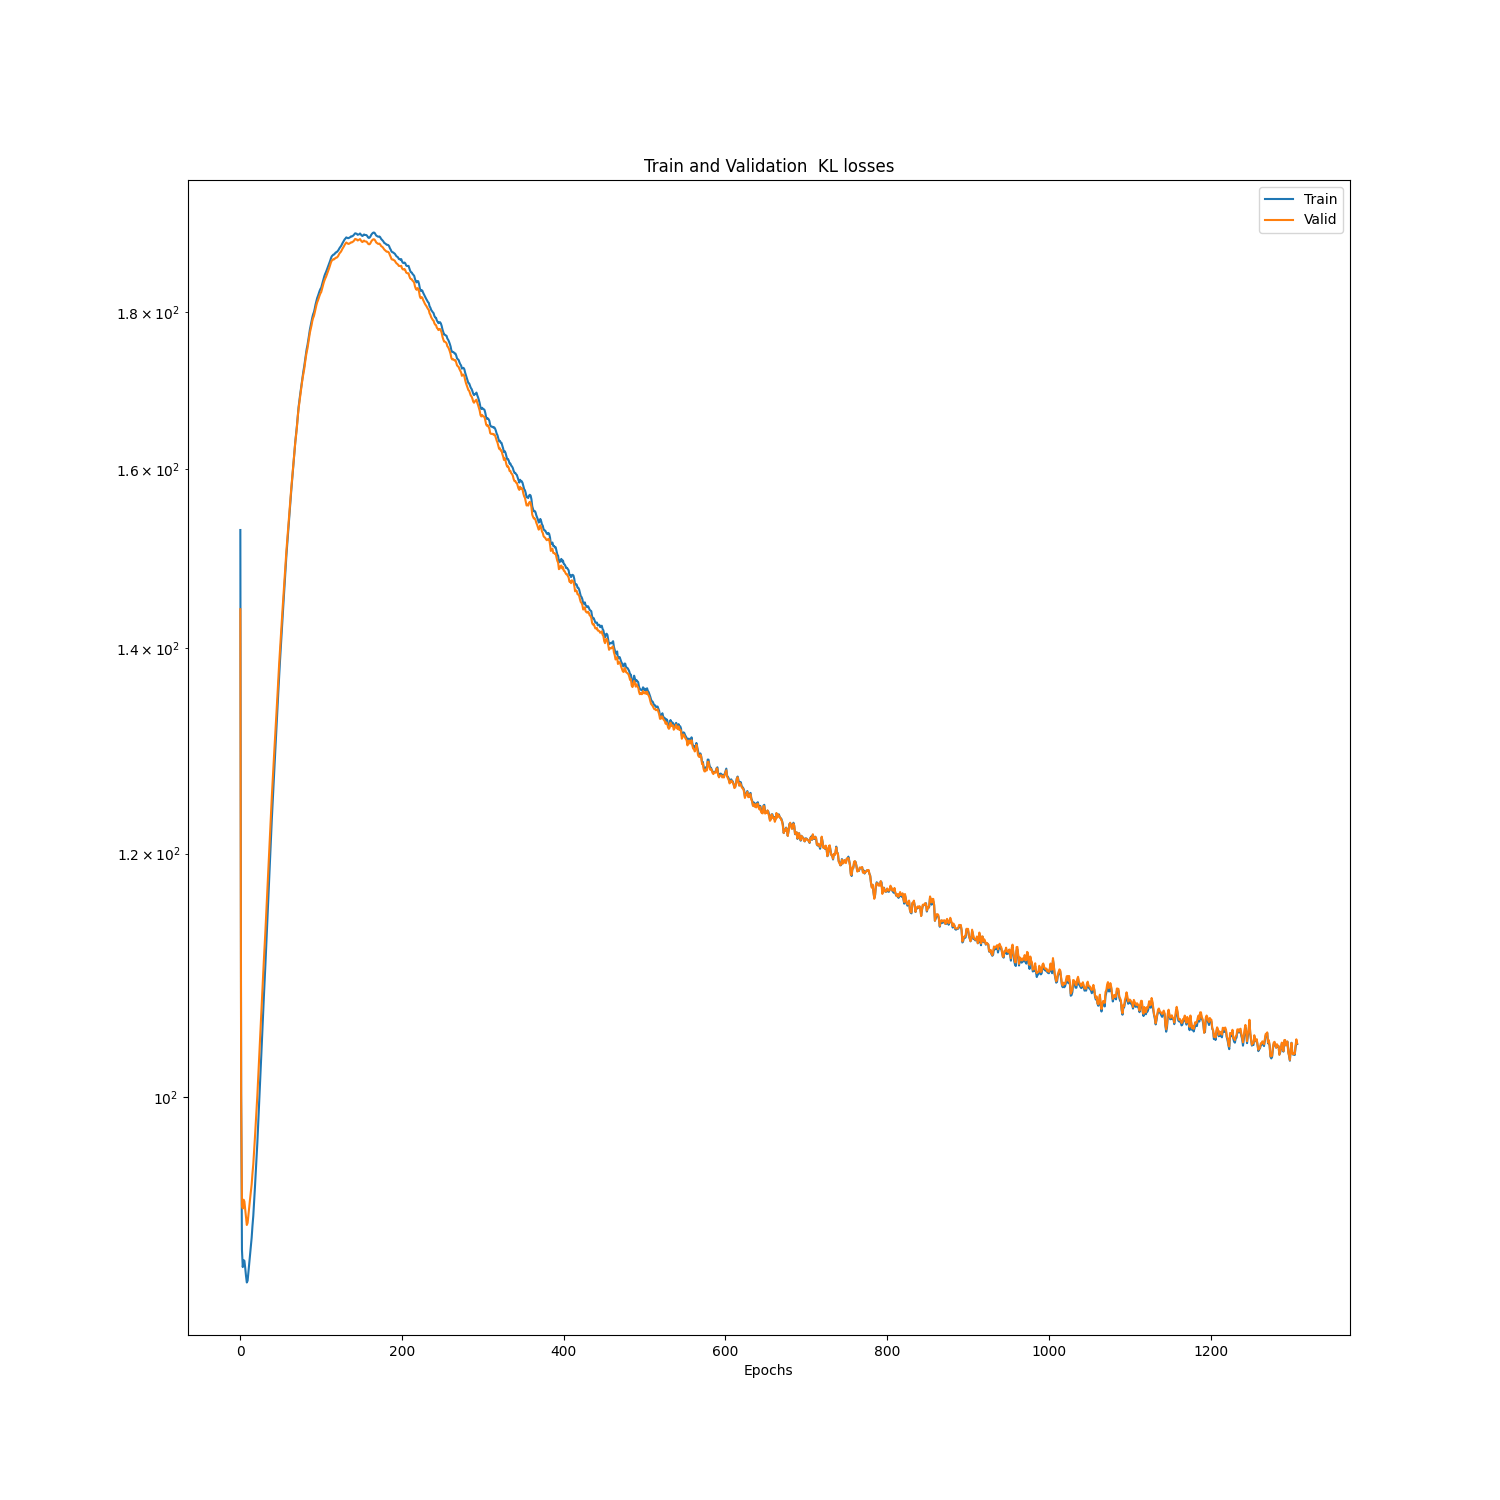 Train and Validation  KL losses
Train
Valid
1.8 × 10²
1.6 × 10²
1.4 × 10²
1.2 × 10²
10²
0 200 400 600 800 1000 1200
Epochs